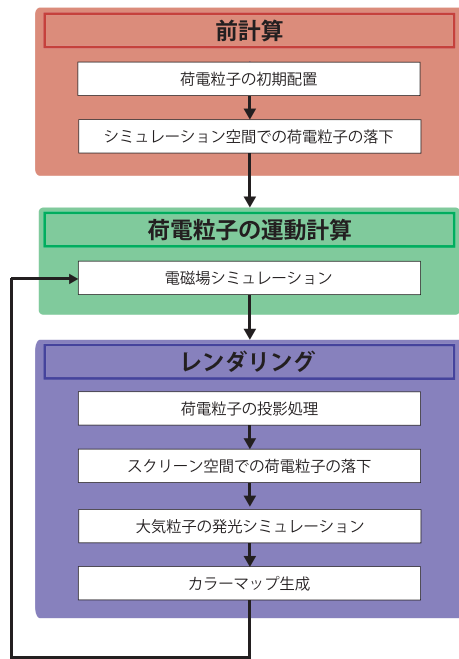 前計算
荷電粒子の初期配置
シミュレーション空間での荷電粒子の落下
荷電粒子の運動計算
電磁場シミュレーション
レンダリング
荷電粒子の投影処理
スクリーン空間での荷電粒子の落下
大気粒子の発光シミュレーション
カラーマップ生成